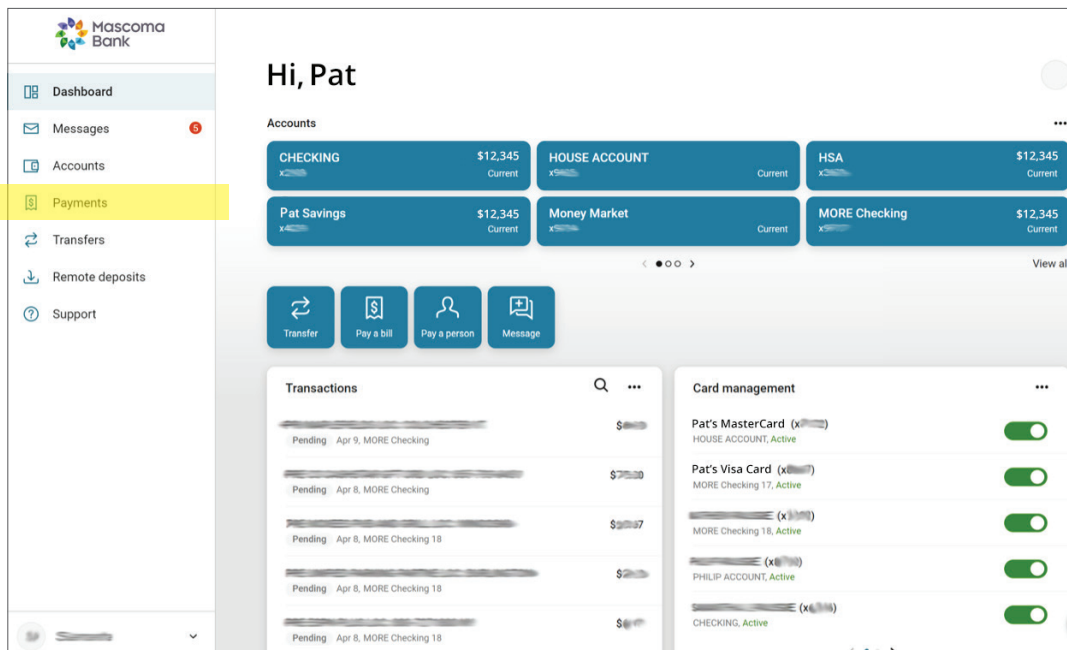 Mascoma
Bank
Dashboard
Messages 5
Accounts
Payments
Transfers
Remote deposits
Support
Hi, Pat
Accounts
CHECKING $12,345
Current
HOUSE ACCOUNT
Current
HSA $12,345
Current
Pat Savings $12,345
Current
Money Market
Current
MORE Checking $12,345
Current
View al
Transfer
Pay a bill
Pay a person
Message
Transactions
Pending Apr 9, MORE Checking
Pending Apr 8, MORE Checking
Pending Apr 8, MORE Checking 18
Pending Apr 8, MORE Checking 18
Pending Apr 8, MORE Checking 18
Card management
Pat's MasterCard
HOUSE ACCOUNT, Active
Pat's Visa Card
MORE Checking 17, Active
MORE Checking 18, Active
PHILIP ACCOUNT, Active
CHECKING, Active